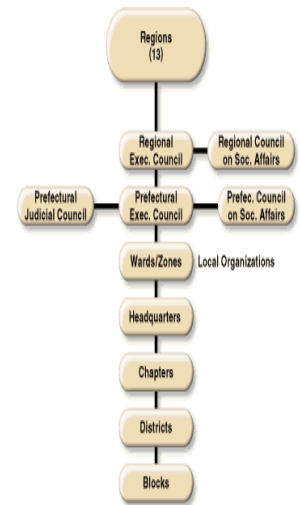 Regions
(13)
Regional
Exec. Council
Regional Council
on Soc. Affairs
Prefectural
Judicial Council
Prefectural
Exec. Council
Prefec. Council
on Soc. Affairs
Wards/Zones
Local Organizations
Headquarters
Chapters
Districts
Blocks